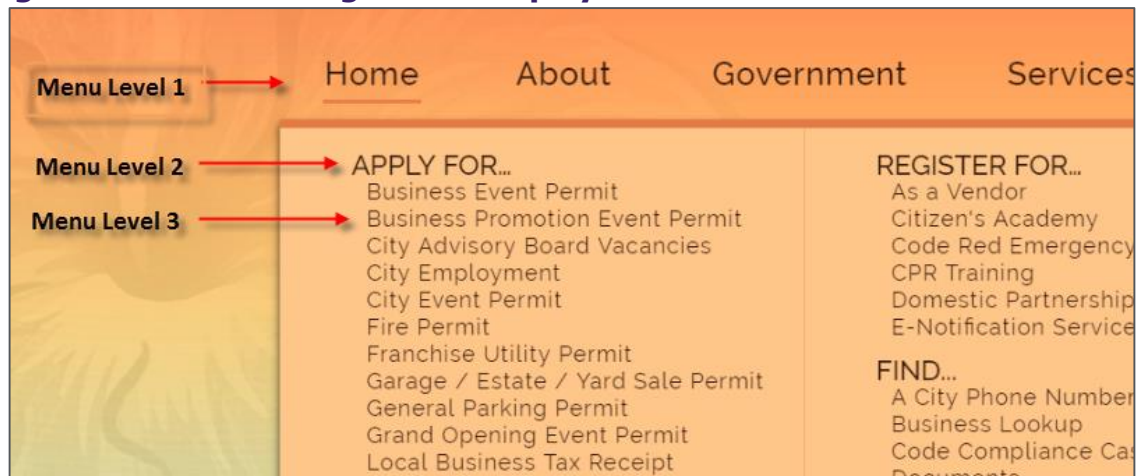 Menu Level 1
Home About Government Services
Menu Level 2
APPLY FOR...
Menu Level 3
Business Event Permit
Business Promotion Event Permit
City Advisory Board Vacancies
City Employment
City Event Permit
Fire Permit
Franchise Utility Permit
Garage / Estate / Yard Sale Permit
General Parking Permit
Grand Opening Event Permit
Local Business Tax Receipt
REGISTER FOR...
As a Vendor
Citizen's Academy
Code Red Emergency
CPR Training
Domestic Partnership
E-Notification Service
FIND...
A City Phone Number
Business Lookup
Code Compliance Cas